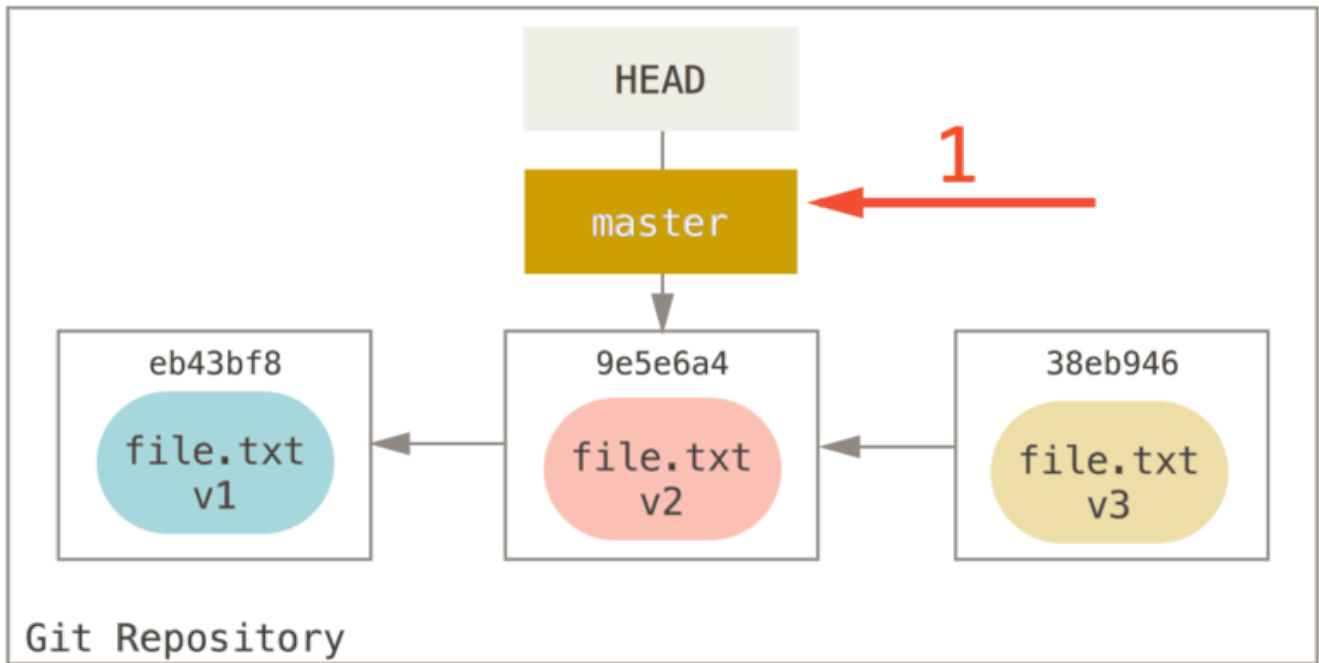 HEAD
1
master
eb43bf8
file.txt
v1
9e5e6a4
file.txt
v2
38eb946
file.txt
v3
Git Repository